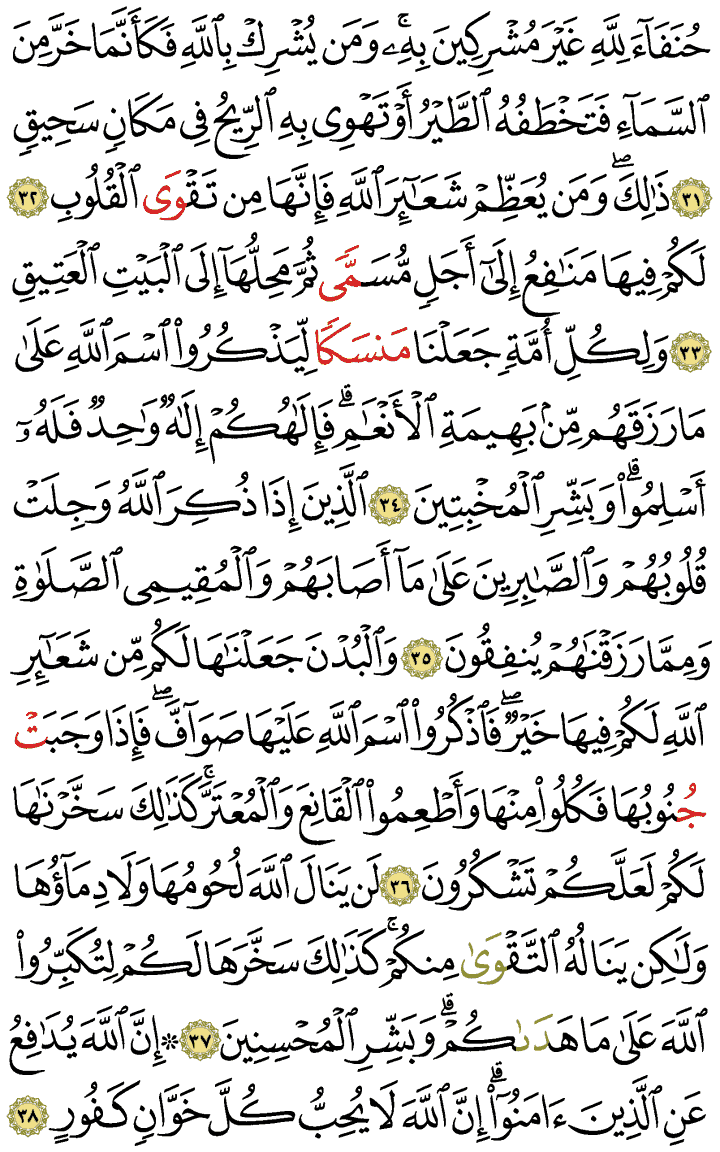 حُنَفَآءَ لِلَّهِ غَيۡرَ مُشۡرِكِينَ بِهِۦۚ وَمَن يُشۡرِكۡ بِٱللَّهِ فَكَأَنَّمَا خَرَّ مِنَ
ٱلسَّمَآءِ فَتَخۡطَفُهُ ٱلطَّيۡرُ أَوۡ تَهۡوِي بِهِ ٱلرِّيحُ فِي مَكَانٖ سَحِيقٖ
٣١ ذَٰلِكَۖ وَمَن يُعَظِّمۡ شَعَٰٓئِرَ ٱللَّهِ فَإِنَّهَا مِن تَقۡوَى ٱلۡقُلُوبِ ٣٢
لَكُمۡ فِيهَا مَنَٰفِعُ إِلَىٰٓ أَجَلٖ مُّسَمّٗى ثُمَّ مَحِلُّهَآ إِلَى ٱلۡبَيۡتِ ٱلۡعَتِيقِ
٣٣ وَلِكُلِّ أُمَّةٖ جَعَلۡنَا مَنسَكٗا لِّيَذۡكُرُواْ ٱسۡمَ ٱللَّهِ عَلَىٰ
مَا رَزَقَهُم مِّنۢ بَهِيمَةِ ٱلۡأَنۡعَٰمِۗ فَإِلَٰهُكُمۡ إِلَٰهٞ وَٰحِدٞ فَلَهُۥٓ
أَسۡلِمُواْۗ وَبَشِّرِ ٱلۡمُخۡبِتِينَ ٣٤ ٱلَّذِينَ إِذَا ذُكِرَ ٱللَّهُ وَجِلَتۡ
قُلُوبُهُمۡ وَٱلصَّٰبِرِينَ عَلَىٰ مَآ أَصَابَهُمۡ وَٱلۡمُقِيمِي ٱلصَّلَوٰةِ
وَمِمَّا رَزَقۡنَٰهُمۡ يُنفِقُونَ ٣٥ وَٱلۡبُدۡنَ جَعَلۡنَٰهَا لَكُم مِّن شَعَٰٓئِرِ
ٱللَّهِ لَكُمۡ فِيهَا خَيۡرٞۖ فَٱذۡكُرُواْ ٱسۡمَ ٱللَّهِ عَلَيۡهَا صَوَآفَّۖ فَإِذَا وَجَبَتۡ
جُنُوبُهَا فَكُلُواْ مِنۡهَا وَأَطۡعِمُواْ ٱلۡقَانِعَ وَٱلۡمُعۡتَرَّۚ كَذَٰلِكَ سَخَّرۡنَٰهَا
لَكُمۡ لَعَلَّكُمۡ تَشۡكُرُونَ ٣٦ لَن يَنَالَ ٱللَّهَ لُحُومُهَا وَلَا دِمَآؤُهَا
وَلَٰكِن يَنَالُهُ ٱلتَّقۡوَىٰ مِنكُمۡۚ كَذَٰلِكَ سَخَّرَهَا لَكُمۡ لِتُكَبِّرُواْ
ٱللَّهَ عَلَىٰ مَا هَدَىٰكُمۡۗ وَبَشِّرِ ٱلۡمُحۡسِنِينَ ٣٧ ۞ إِنَّ ٱللَّهَ يُدَٰفِعُ
عَنِ ٱلَّذِينَ ءَامَنُوٓاْۗ إِنَّ ٱللَّهَ لَا يُحِبُّ كُلَّ خَوَّانٖ كَفُورٍ ٣٨